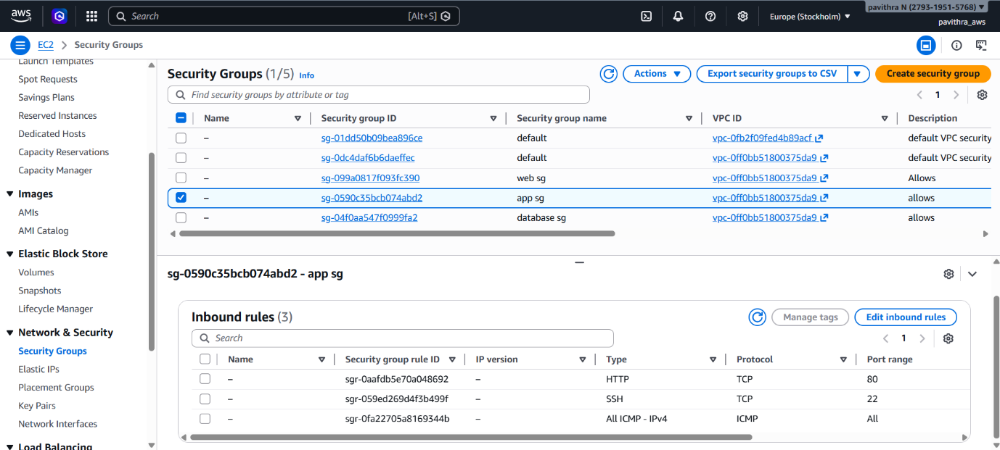 aws
Search [Alt+S]
Europe (Stockholm)
pavithra N (2793-1951-5768)
pavithra_aws
EC2 Security Groups
Launch Templates
Spot Requests
Savings Plans
Reserved Instances
Dedicated Hosts
Capacity Reservations
Capacity Manager
Images
AMIs
AMI Catalog
Elastic Block Store
Volumes
Snapshots
Lifecycle Manager
Network & Security
Security Groups
Elastic IPs
Placement Groups
Key Pairs
Network Interfaces
Load Balancing
Security Groups (1/5) Info
Actions
Export security groups to CSV
Create security group
Find security groups by attribute or tag
1
Name Security group ID Security group name VPC ID Description
– sg-01dd50b09bea896ce default vpc-0fb2f09fed4b89acf default VPC security
– sg-0dc4daf6b6daeffec default vpc-0ff0bb51800375da9 default VPC security
– sg-099a0817f093fc390 web sg vpc-0ff0bb51800375da9 Allows
– sg-0590c35bcb074abd2 app sg vpc-0ff0bb51800375da9 allows
– sg-04f0aa547f0999fa2 database sg vpc-0ff0bb51800375da9 allows
sg-0590c35bcb074abd2 - app sg
Inbound rules (3)
Manage tags
Edit inbound rules
Search
1
Name Security group rule ID IP version Type Protocol Port range
– sgr-0aafdb5e70a048692 – HTTP TCP 80
– sgr-059ed269d4f3b499f – SSH TCP 22
– sgr-0fa22705a8169344b – All ICMP - IPv4 ICMP All